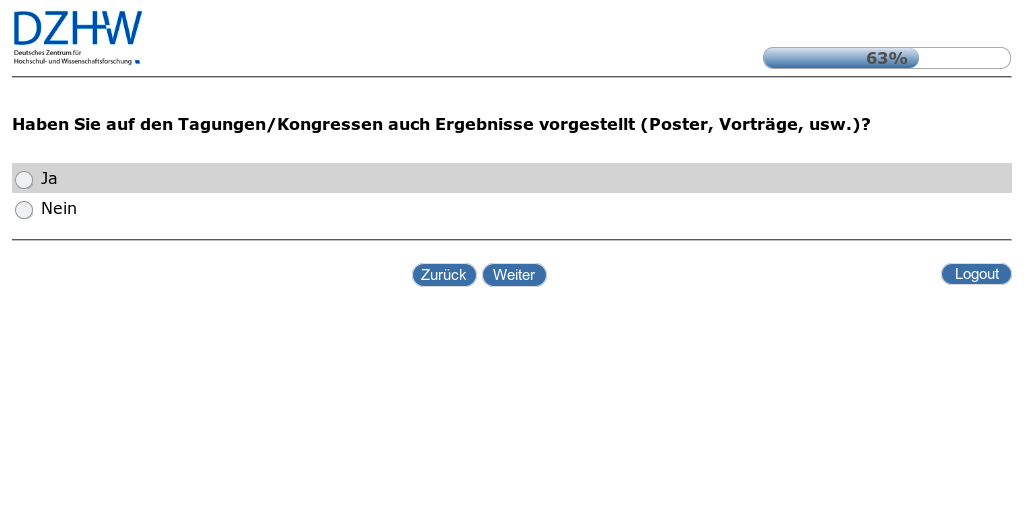 DZHW
Deutsches Zentrum für
Hochschul- und Wissenschaftsforschung
63%
Haben Sie auf den Tagungen/Kongressen auch Ergebnisse vorgestellt (Poster, Vorträge, usw.)?
Ja
Nein
Zurück Weiter Logout